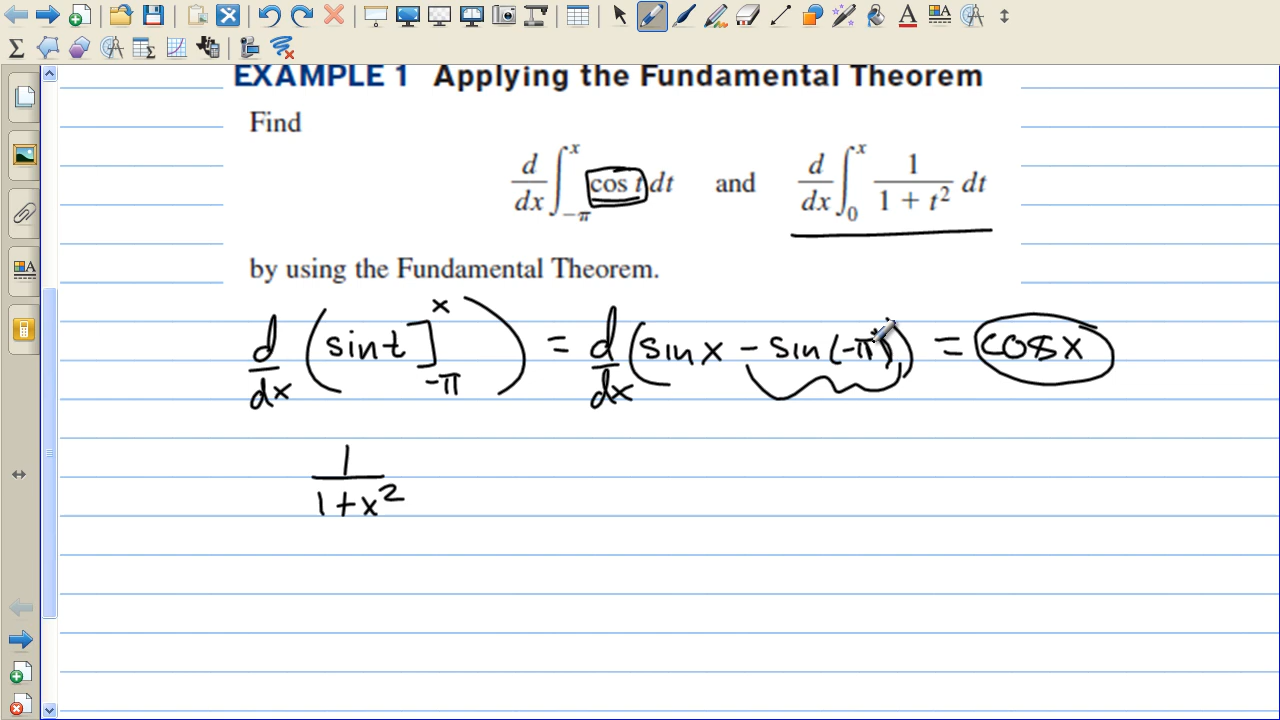 EXAMPLE 1 Applying the Fundamental Theorem
Find
d/dx ∫_{-π}^{x} cos t dt and d/dx ∫_{0}^{x} 1/(1 + t²) dt
by using the Fundamental Theorem.
d/dx (sin t]_{-π}^{x}) = d/dx (sin x - sin(-π)) = cos x
1/(1+x²)